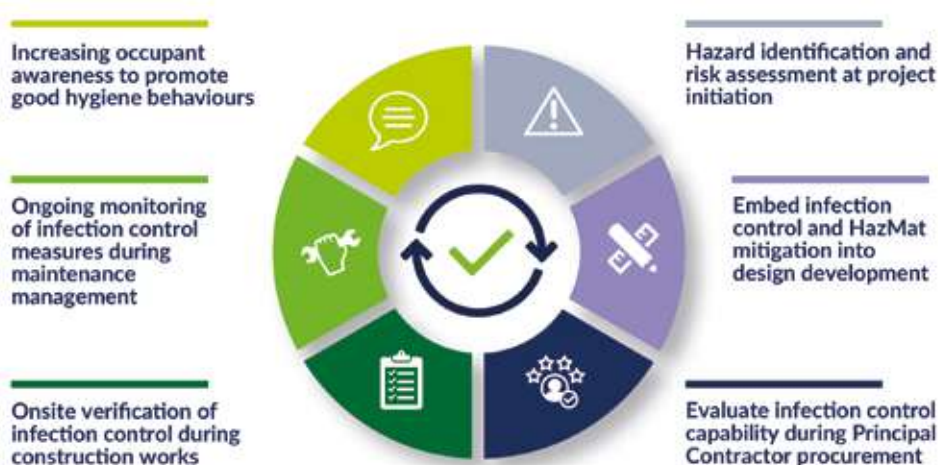 Increasing occupant
awareness to promote
good hygiene behaviours
Hazard identification and
risk assessment at project
initiation
Ongoing monitoring
of infection control
measures during
maintenance
management
Embed infection
control and HazMat
mitigation into
design development
Onsite verification of
infection control during
construction works
Evaluate infection control
capability during Principal
Contractor procurement